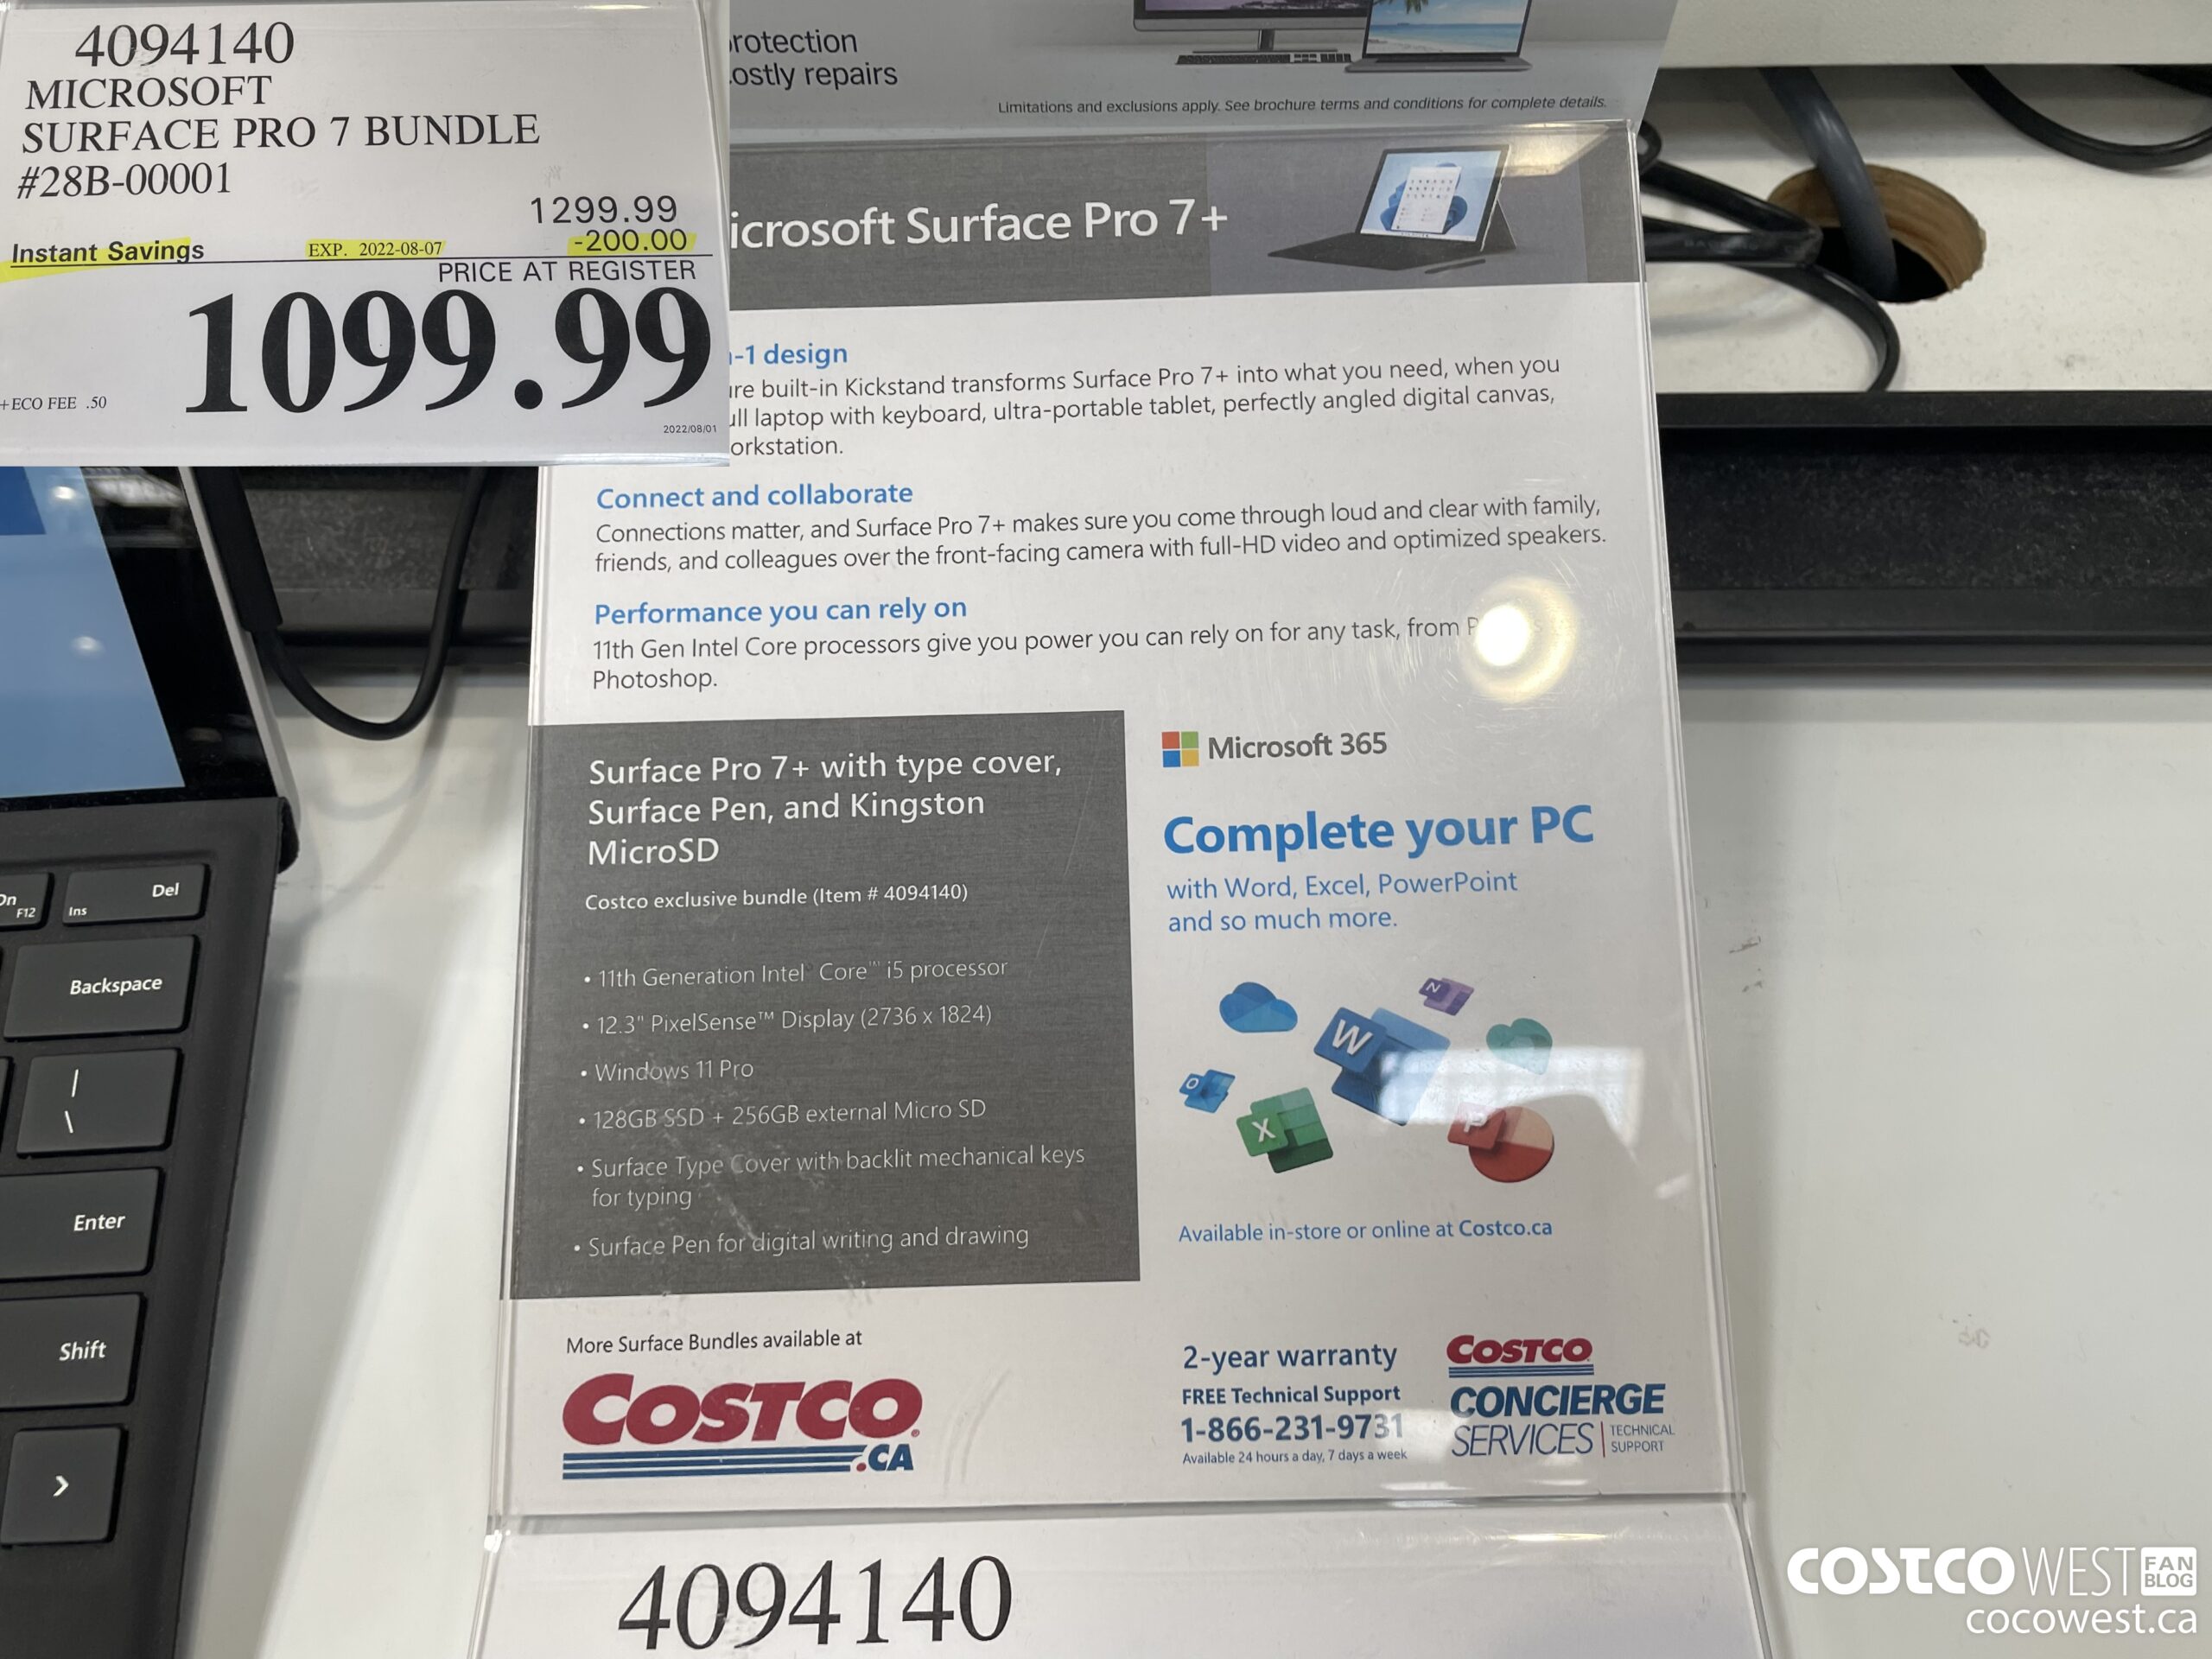 4094140
MICROSOFT
SURFACE PRO 7 BUNDLE
#28B-00001
1299.99
Instant Savings EXP. 2022-08-07 -200.00
PRICE AT REGISTER
1099.99
+ECO FEE .50
2022/08/01
rotection
ostly repairs
Limitations and exclusions apply. See brochure terms and conditions for complete details.
icrosoft Surface Pro 7+
-1 design
re built-in Kickstand transforms Surface Pro 7+ into what you need, when you
ull laptop with keyboard, ultra-portable tablet, perfectly angled digital canvas,
orkstation.
Connect and collaborate
Connections matter, and Surface Pro 7+ makes sure you come through loud and clear with family,
friends, and colleagues over the front-facing camera with full-HD video and optimized speakers.
Performance you can rely on
11th Gen Intel Core processors give you power you can rely on for any task, from
Photoshop.
Surface Pro 7+ with type cover,
Surface Pen, and Kingston
MicroSD
Costco exclusive bundle (Item # 4094140)
• 11th Generation Intel Core™ i5 processor
• 12.3" PixelSense™ Display (2736 x 1824)
• Windows 11 Pro
• 128GB SSD + 256GB external Micro SD
• Surface Type Cover with backlit mechanical keys
for typing
• Surface Pen for digital writing and drawing
Microsoft 365
Complete your PC
with Word, Excel, PowerPoint
and so much more.
N
W
O
X
P
Available in-store or online at Costco.ca
More Surface Bundles available at
COSTCO
.CA
2-year warranty
FREE Technical Support
1-866-231-9731
Available 24 hours a day, 7 days a week
COSTCO
CONCIERGE
SERVICES | TECHNICAL SUPPORT
4094140
Dn
F12
Ins
Del
Backspace
|
\
Enter
Shift
>
COSTCO WEST FAN BLOG
cocowest.ca